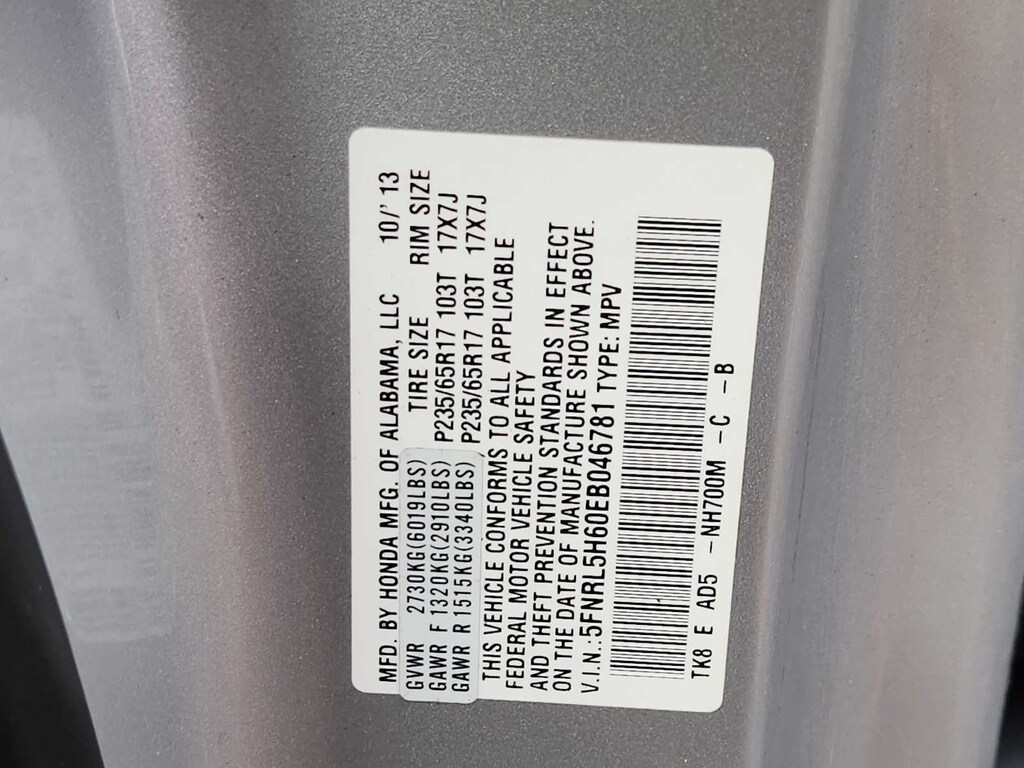 MFD. BY HONDA MFG. OF ALABAMA, LLC 10/' 13
GVWR 2730KG(6019LBS) TIRE SIZE RIM SIZE
GAWR F 1320KG(2910LBS) P235/65R17 103T 17X7J
GAWR R 1515KG(3340LBS) P235/65R17 103T 17X7J
THIS VEHICLE CONFORMS TO ALL APPLICABLE
FEDERAL MOTOR VEHICLE SAFETY
AND THEFT PREVENTION STANDARDS IN EFFECT
ON THE DATE OF MANUFACTURE SHOWN ABOVE.
V.I.N.:5FNRL5H60EB046781 TYPE: MPV
TK8 E AD5 -NH700M -C -B